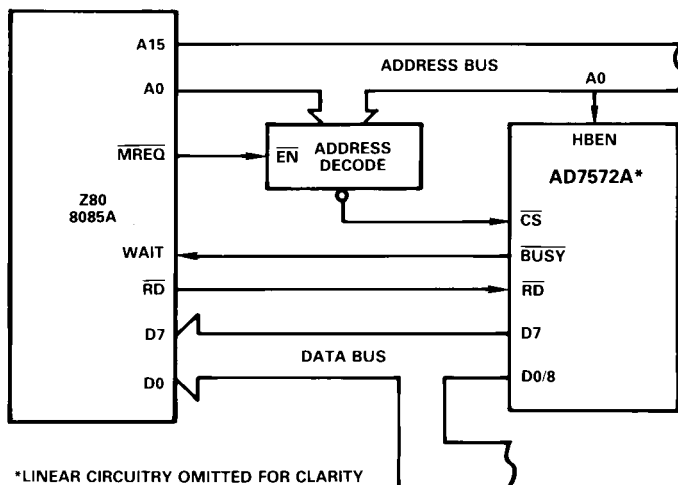 A15
ADDRESS BUS
A0
A0
HBEN
MREQ
EN
ADDRESS
DECODE
AD7572A*
Z80
8085A
CS
WAIT
BUSY
RD
RD
D7
D7
DATA BUS
D0
D0/8
*LINEAR CIRCUITRY OMITTED FOR CLARITY